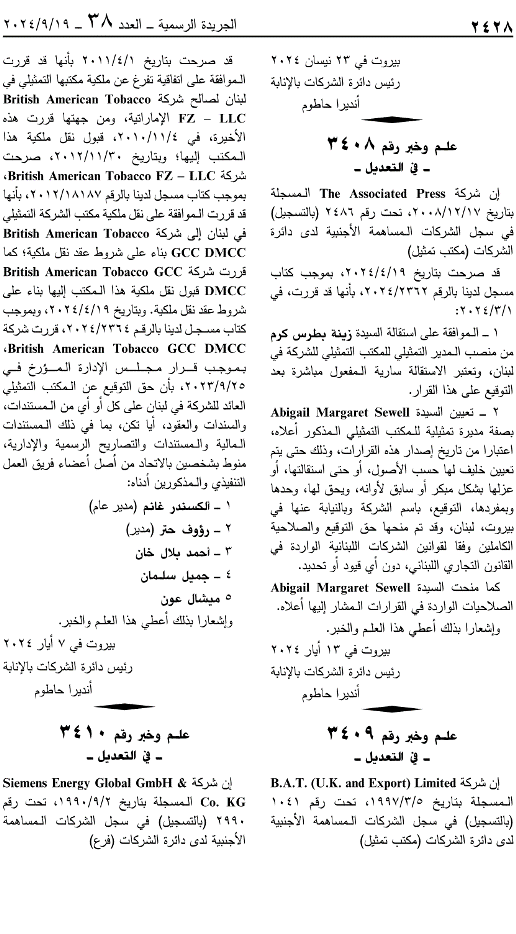 ٢٤٢٨
الجريدة الرسمية – العدد ٣٨ – ٢٠٢٤/٩/١٩
بيروت في ٢٣ نيسان ٢٠٢٤
رئيس دائرة الشركات بالإنابة
أنديرا حاطوم
علم وخبر رقم ٣٤٠٨
– في التعديل –
إن شركة The Associated Press المسجلة
بتاريخ ٢٠٠٨/١٢/١٧، تحت رقم ٢٤٨٦ (بالتسجيل)
في سجل الشركات المساهمة الأجنبية لدى دائرة
الشركات (مكتب تمثيل)
قد صرحت بتاريخ ٢٠٢٤/٤/١٩، بموجب كتاب
مسجل لدينا بالرقم ٢٠٢٤/٢٣٦٢، بأنها قد قررت، في
٢٠٢٤/٣/١:
١ – الموافقة على استقالة السيدة زينة بطرس كرم
من منصب المدير التمثيلي للمكتب التمثيلي للشركة في
لبنان، وتعتبر الاستقالة سارية المفعول مباشرة بعد
التوقيع على هذا القرار.
٢ – تعيين السيدة Abigail Margaret Sewell
بصفة مديرة تمثيلية للمكتب التمثيلي المذكور أعلاه،
اعتبارا من تاريخ إصدار هذه القرارات، وذلك حتى يتم
تعيين خليف لها حسب الأصول، أو حتى استقالتها، أو
عزلها بشكل مبكر أو سابق لأوانه، ويحق لها، وحدها
وبمفردها، التوقيع، باسم الشركة وبالنيابة عنها في
بيروت، لبنان، وقد تم منحها حق التوقيع والصلاحية
الكاملين وفقا لقوانين الشركات اللبنانية الواردة في
القانون التجاري اللبناني، دون أي قيود أو تحديد.
كما منحت السيدة Abigail Margaret Sewell
الصلاحيات الواردة في القرارات المشار إليها أعلاه.
وإشعارا بذلك أعطي هذا العلم والخبر.
بيروت في ١٣ أيار ٢٠٢٤
رئيس دائرة الشركات بالإنابة
أنديرا حاطوم
علم وخبر رقم ٣٤٠٩
– في التعديل –
إن شركة B.A.T. (U.K. and Export) Limited
المسجلة بتاريخ ١٩٩٧/٣/٥، تحت رقم ١٠٤١
(بالتسجيل) في سجل الشركات المساهمة الأجنبية
لدى دائرة الشركات (مكتب تمثيل)
قد صرحت بتاريخ ٢٠١١/٤/١ بأنها قد قررت
الموافقة على اتفاقية تفرغ عن ملكية مكتبها التمثيلي في
لبنان لصالح شركة British American Tobacco
FZ – LLC الإماراتية، ومن جهتها قررت هذه
الأخيرة، في ٢٠١٠/١١/٤، قبول نقل ملكية هذا
المكتب إليها؛ وبتاريخ ٢٠١٢/١١/٣٠، صرحت
شركة British American Tobacco FZ – LLC،
بموجب كتاب مسجل لدينا بالرقم ٢٠١٢/١٨١٨٧، بأنها
قد قررت الموافقة على نقل ملكية مكتب الشركة التمثيلي
في لبنان إلى شركة British American Tobacco
GCC DMCC بناء على شروط عقد نقل ملكية؛ كما
قررت شركة British American Tobacco GCC
DMCC قبول نقل ملكية هذا المكتب إليها بناء على
شروط عقد نقل ملكية. وبتاريخ ٢٠٢٤/٤/١٩، وبموجب
كتاب مسجل لدينا بالرقم ٢٠٢٤/٢٣٦٤، قررت شركة
British American Tobacco GCC DMCC،
بموجب قرار مجلس الإدارة المؤرخ في
٢٠٢٣/٩/٢٥، بأن حق التوقيع عن المكتب التمثيلي
العائد للشركة في لبنان على كل أو أي من المستندات،
والسندات والعقود، أيا تكن، بما في ذلك المستندات
المالية والمستندات والتصاريح الرسمية والإدارية،
منوط بشخصين بالاتحاد من أصل أعضاء فريق العمل
التنفيذي والمذكورين أدناه:
١ – ألكسندر غانم (مدير عام)
٢ – رؤوف حتر (مدير)
٣ – أحمد بلال خان
٤ – جميل سلمان
٥ ميشال عون
وإشعارا بذلك أعطي هذا العلم والخبر.
بيروت في ٧ أيار ٢٠٢٤
رئيس دائرة الشركات بالإنابة
أنديرا حاطوم
علم وخبر رقم ٣٤١٠
– في التعديل –
إن شركة Siemens Energy Global GmbH &
Co. KG المسجلة بتاريخ ١٩٩٠/٩/٢، تحت رقم
٢٩٩٠ (بالتسجيل) في سجل الشركات المساهمة
الأجنبية لدى دائرة الشركات (فرع)